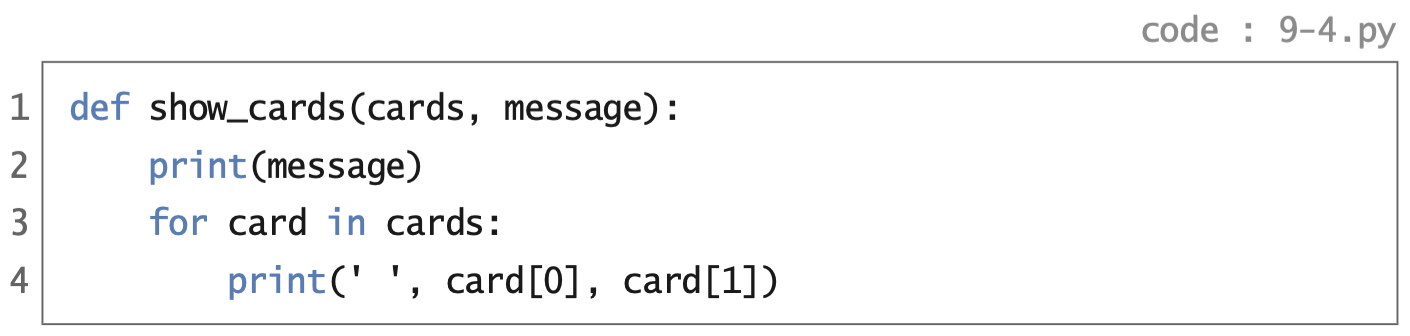 code : 9-4.py
1 def show_cards(cards, message):
2     print(message)
3     for card in cards:
4         print(' ', card[0], card[1])